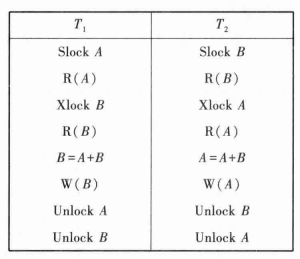 T₁ T₂
Slock A Slock B
R(A) R(B)
Xlock B Xlock A
R(B) R(A)
B=A+B A=A+B
W(B) W(A)
Unlock A Unlock B
Unlock B Unlock A